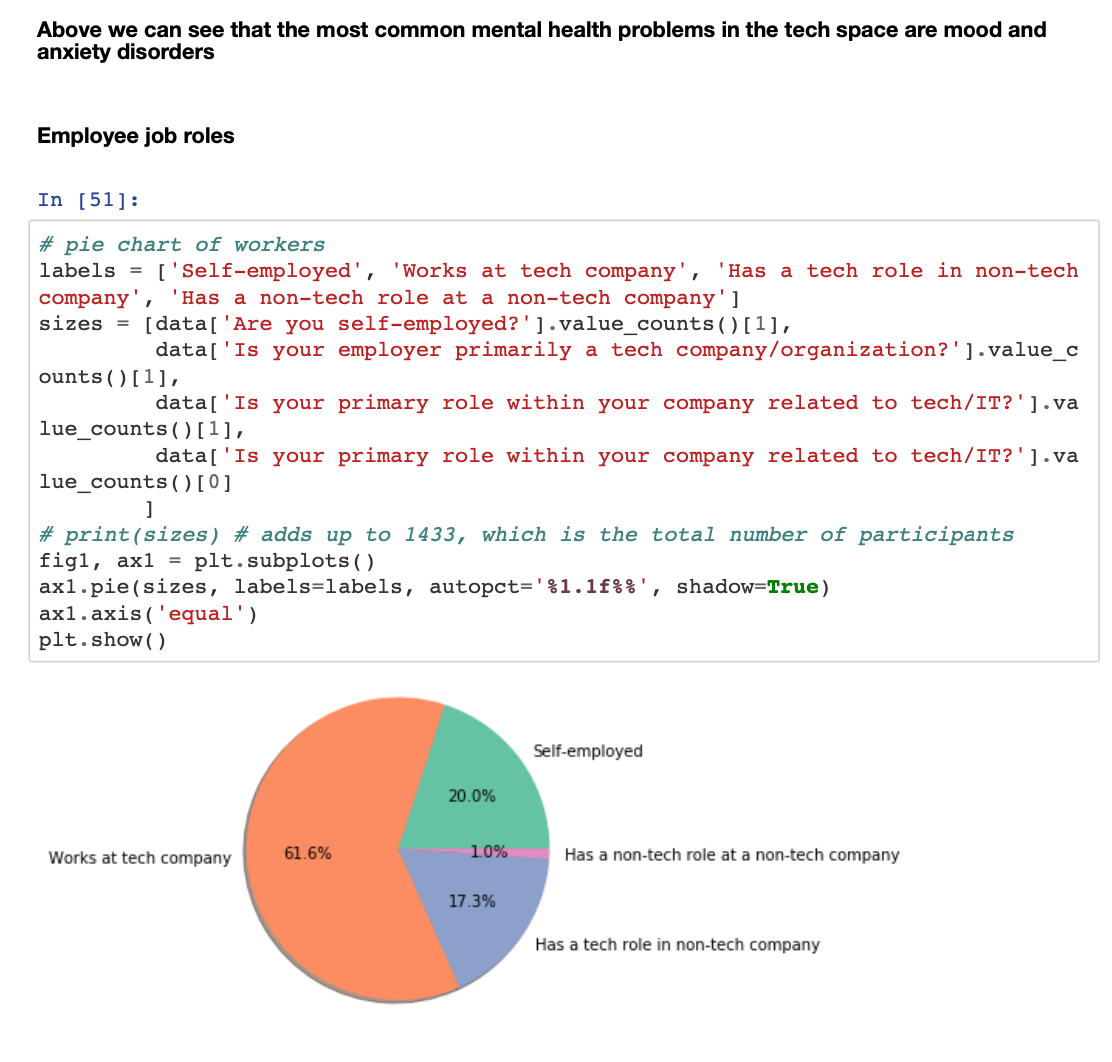 Above we can see that the most common mental health problems in the tech space are mood and
anxiety disorders
Employee job roles
In [51]:
# pie chart of workers
labels = ['Self-employed', 'Works at tech company', 'Has a tech role in non-tech
company', 'Has a non-tech role at a non-tech company']
sizes = [data['Are you self-employed?'].value_counts()[1],
         data['Is your employer primarily a tech company/organization?'].value_c
ounts()[1],
         data['Is your primary role within your company related to tech/IT?'].va
lue_counts()[1],
         data['Is your primary role within your company related to tech/IT?'].va
lue_counts()[0]
        ]
# print(sizes) # adds up to 1433, which is the total number of participants
fig1, ax1 = plt.subplots()
ax1.pie(sizes, labels=labels, autopct='%1.1f%%', shadow=True)
ax1.axis('equal')
plt.show()
Self-employed
20.0%
Works at tech company
61.6%
1.0%
Has a non-tech role at a non-tech company
17.3%
Has a tech role in non-tech company